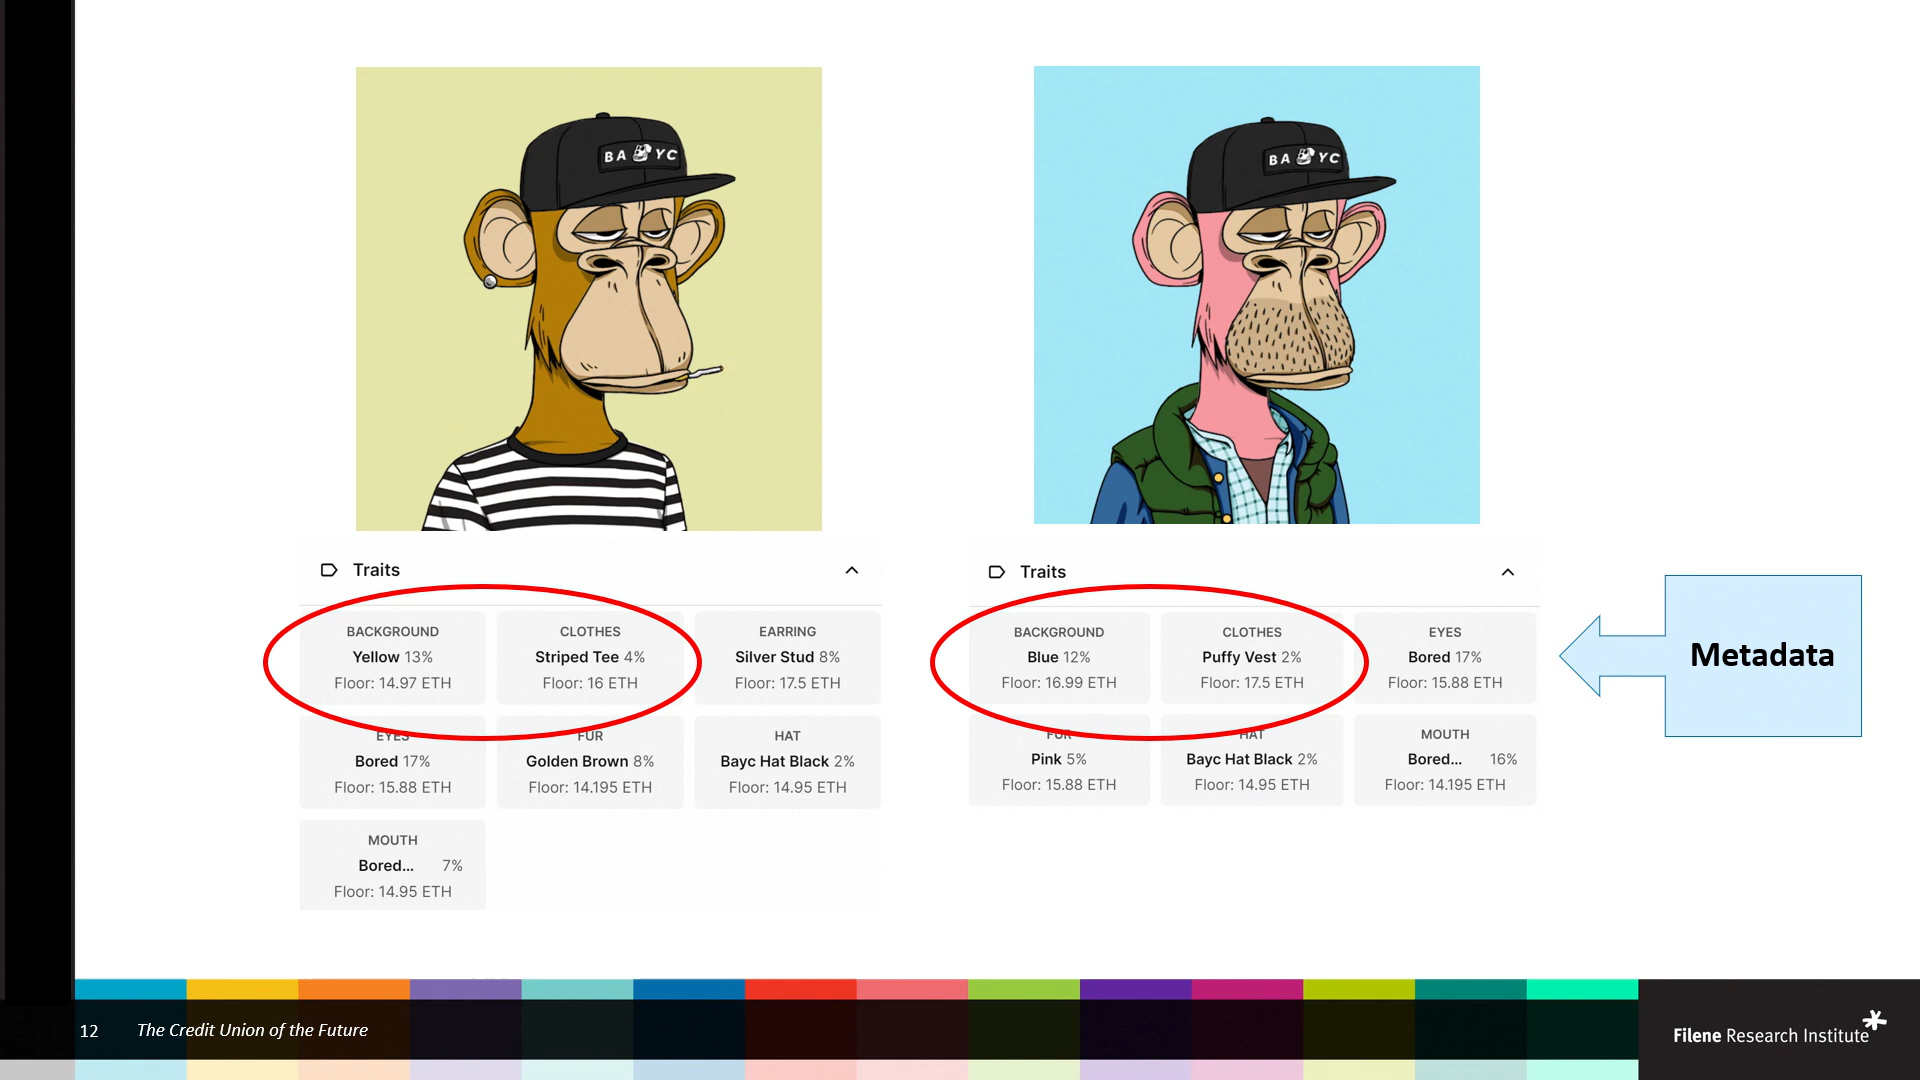 BA YC
BA YC
Traits
BACKGROUND
Yellow 13%
Floor: 14.97 ETH
CLOTHES
Striped Tee 4%
Floor: 16 ETH
EARRING
Silver Stud 8%
Floor: 17.5 ETH
EYES
Bored 17%
Floor: 15.88 ETH
FUR
Golden Brown 8%
Floor: 14.195 ETH
HAT
Bayc Hat Black 2%
Floor: 14.95 ETH
MOUTH
Bored... 7%
Floor: 14.95 ETH
Traits
BACKGROUND
Blue 12%
Floor: 16.99 ETH
CLOTHES
Puffy Vest 2%
Floor: 17.5 ETH
EYES
Bored 17%
Floor: 15.88 ETH
FUR
Pink 5%
Floor: 15.88 ETH
HAT
Bayc Hat Black 2%
Floor: 14.95 ETH
MOUTH
Bored... 16%
Floor: 14.195 ETH
Metadata
12 The Credit Union of the Future
Filene Research Institute